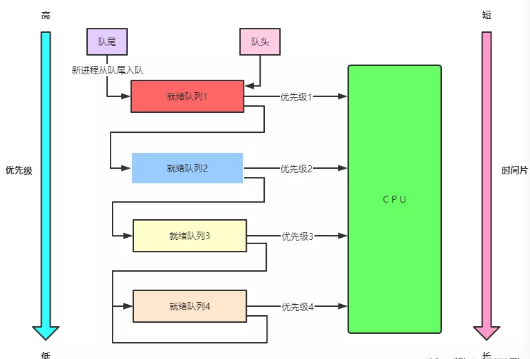 高
短
队尾
队头
新进程从队尾入队
就绪队列1
优先级1
就绪队列2
优先级2
优先级
CPU
时间片
就绪队列3
优先级3
就绪队列4
优先级4
低
长